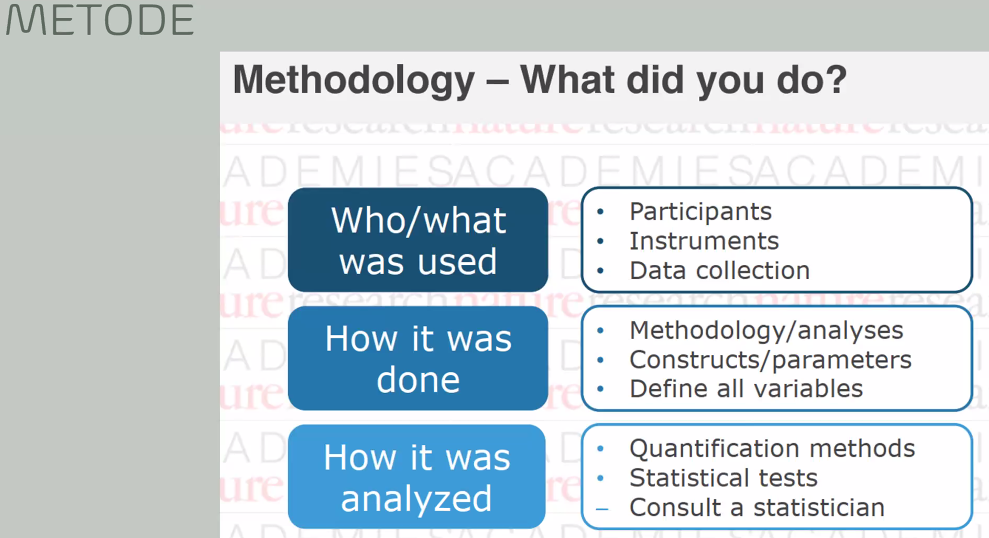 METODE
Methodology – What did you do?
Who/what
was used
• Participants
• Instruments
• Data collection
How it was
done
• Methodology/analyses
• Constructs/parameters
• Define all variables
How it was
analyzed
• Quantification methods
• Statistical tests
– Consult a statistician